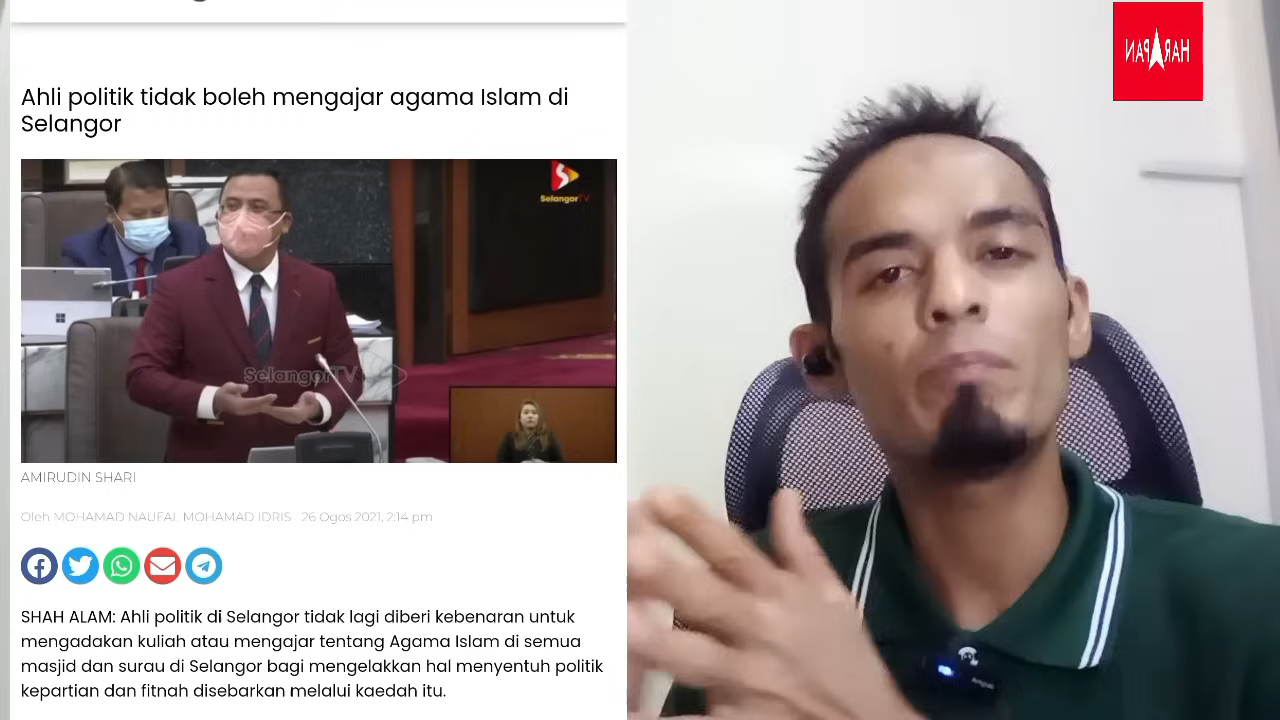 Ahli politik tidak boleh mengajar agama Islam di
Selangor
SelangorTV
SelangorTV
AMIRUDIN SHARI
Oleh MOHAMAD NAUFAL MOHAMAD IDRIS 26 Ogos 2021, 2:14 pm
SHAH ALAM: Ahli politik di Selangor tidak lagi diberi kebenaran untuk
mengadakan kuliah atau mengajar tentang Agama Islam di semua
masjid dan surau di Selangor bagi mengelakkan hal menyentuh politik
kepartian dan fitnah disebarkan melalui kaedah itu.
HARAPAN